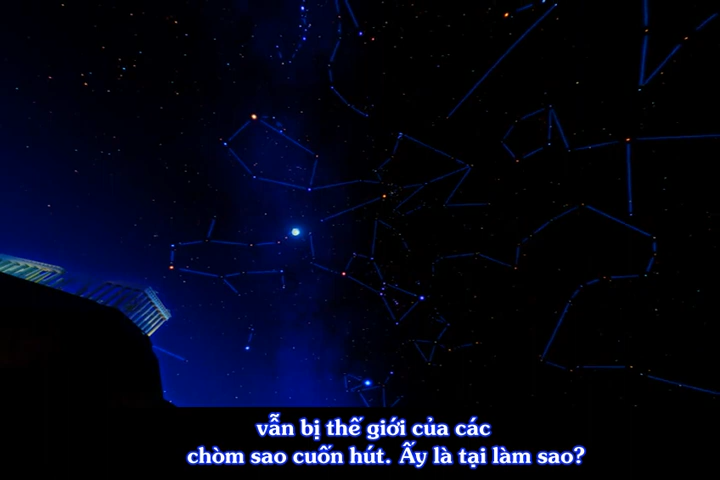 vẫn bị thế giới của các
chòm sao cuốn hút. Ấy là tại làm sao?